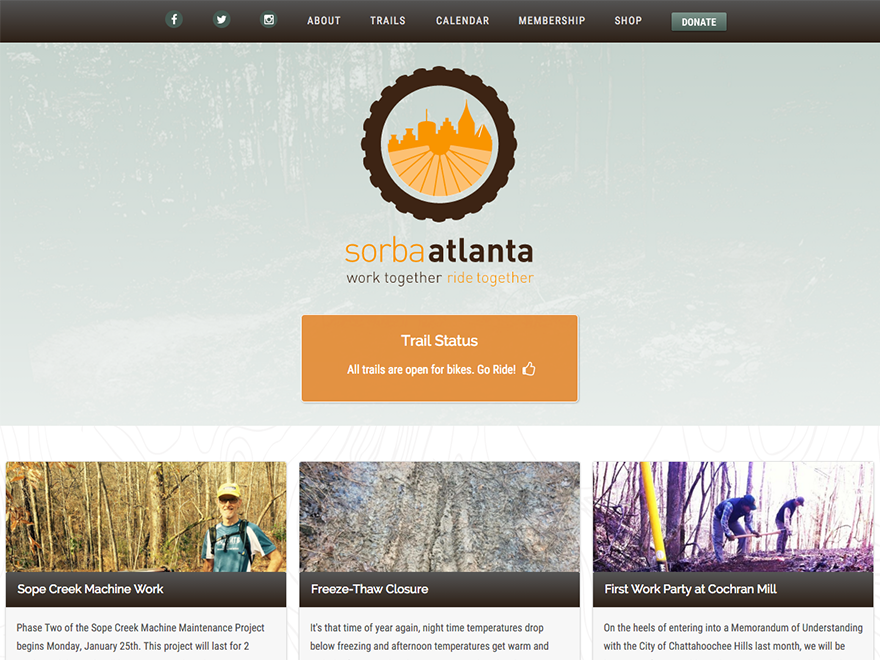 ABOUT TRAILS CALENDAR MEMBERSHIP SHOP DONATE
sorbaatlanta
work together ride together
Trail Status
All trails are open for bikes. Go Ride!
Sope Creek Machine Work
Phase Two of the Sope Creek Machine Maintenance Project
begins Monday, January 25th. This project will last for 2
Freeze-Thaw Closure
It's that time of year again, night time temperatures drop
below freezing and afternoon temperatures get warm and
First Work Party at Cochran Mill
On the heels of entering into a Memorandum of Understanding
with the City of Chattahoochee Hills last month, we will be